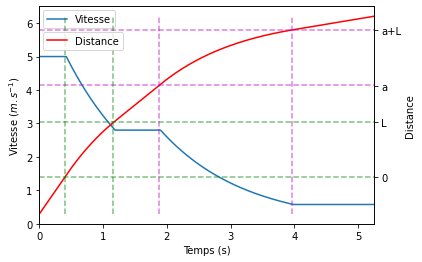 Vitesse
Distance
6
5
4
3
2
1
0
Vitesse (m.s⁻¹)
a+L
a
L
0
Distance
0 1 2 3 4 5
Temps (s)